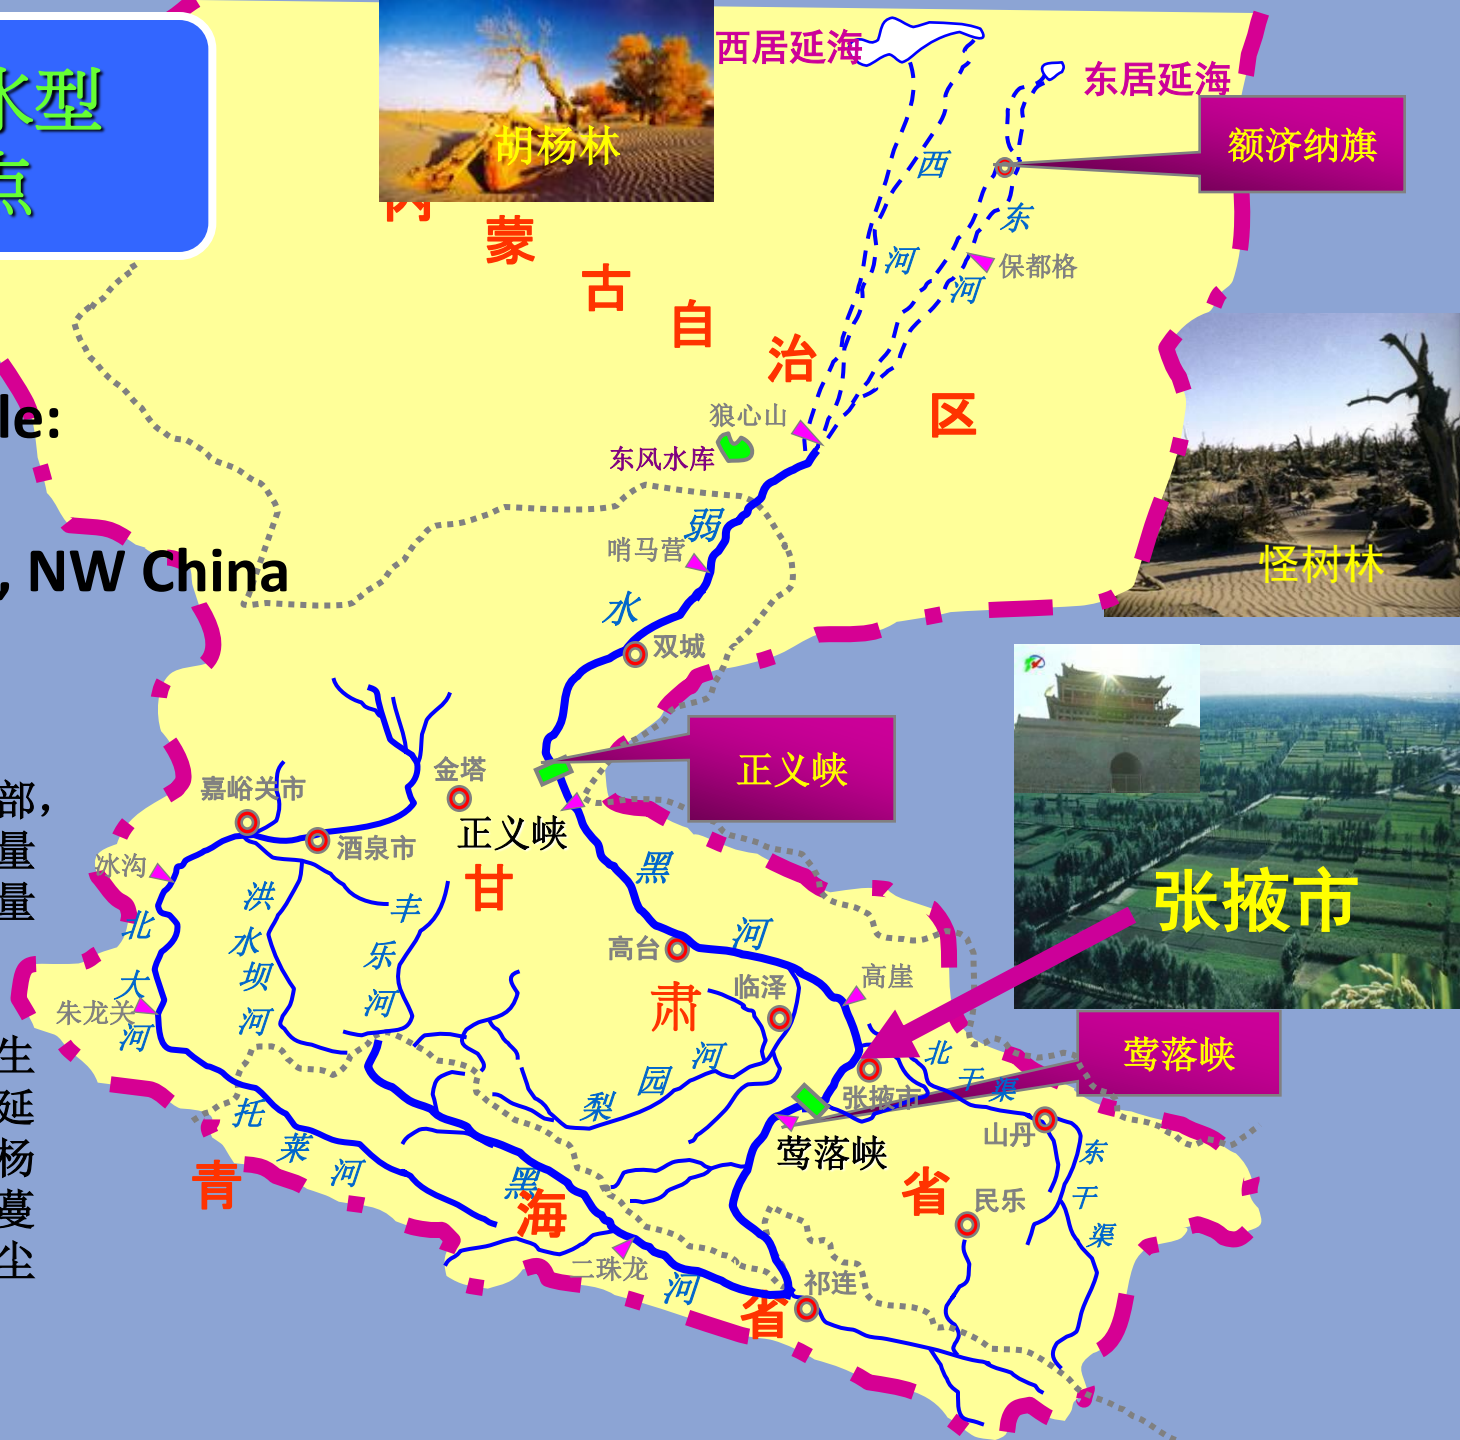 水型
点
le:
, NW China
部，
量
量
生
延
杨
蔓
尘
胡杨林
西居延海
东居延海
额济纳旗
内蒙古自治区
西河
东河
保都格
狼心山
东风水库
怪树林
弱水
哨马营
双城
正义峡
金塔
嘉峪关市
酒泉市
正义峡
冰沟
甘肃省
黑河
张掖市
北大河
洪水坝河
丰乐河
高台
临泽
高崖
朱龙关
梨园河
北干渠
莺落峡
张掖市
山丹
莺落峡
托莱河
东干渠
青海省
黑河
民乐
二珠龙
祁连